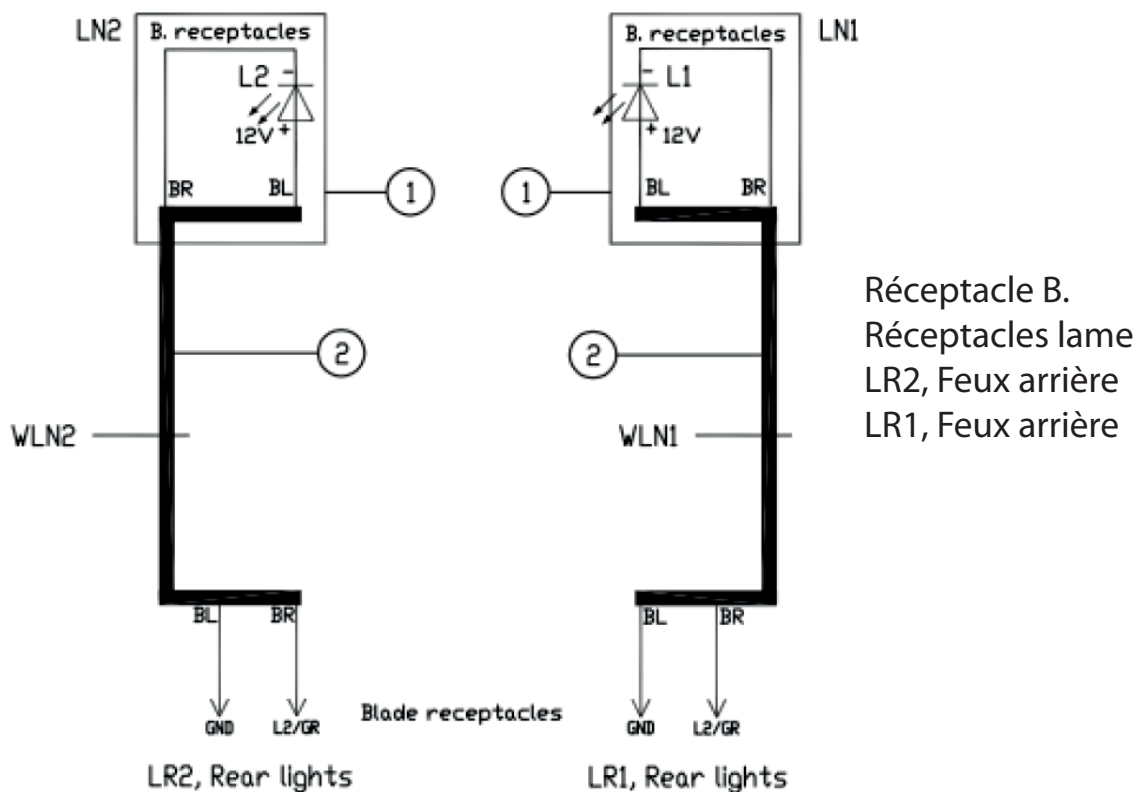 LN2
B. receptacles
B. receptacles
LN1
L2
-
-
L1
12V
+
+
12V
BR
BL
1
1
BL
BR
Réceptacle B.
Réceptacles lame
LR2, Feux arrière
LR1, Feux arrière
2
2
WLN2
WLN1
BL
BR
BL
BR
GND
L2/GR
Blade receptacles
GND
L2/GR
LR2, Rear lights
LR1, Rear lights